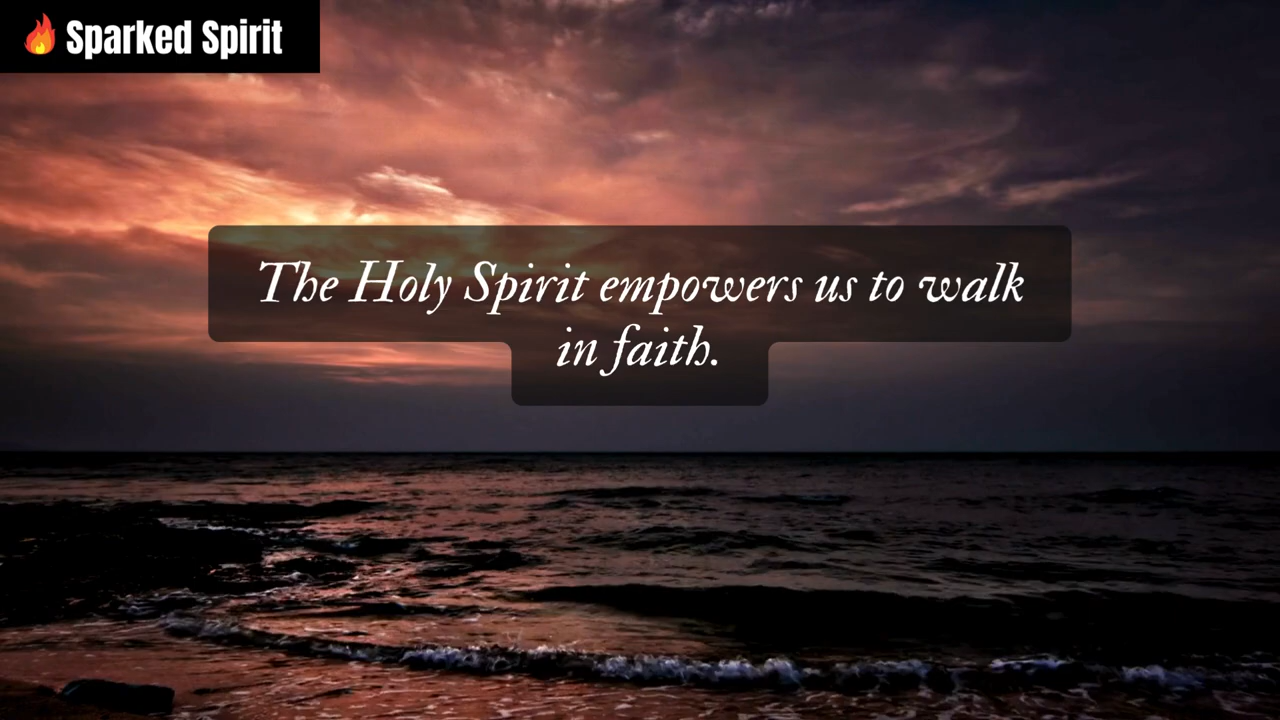 🔥 Sparked Spirit
The Holy Spirit empowers us to walk
in faith.